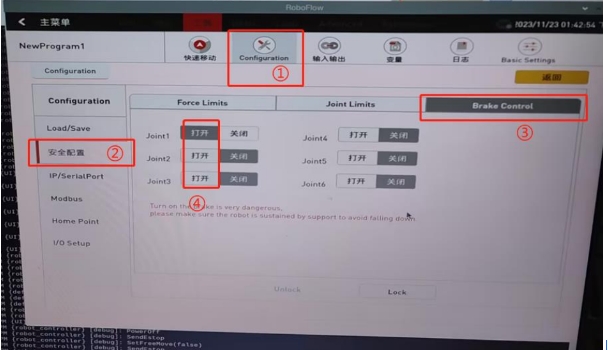 RoboFlow
主菜单
2023/11/23 01:42:54
NewProgram1
快速移动
Configuration
输入输出
变量
日志
Basic Settings
①
Configuration
返回
Configuration
Force Limits
Joint Limits
Brake Control
③
Load/Save
安全配置
②
IP/SerialPort
Modbus
Home Point
I/O Setup
Joint1 打开 关闭
Joint4 打开 关闭
Joint2 打开 关闭
Joint5 打开 关闭
Joint3 打开 关闭
Joint6 打开 关闭
④
Turn on the brake is very dangerous,
please make sure the robot is sustained by support to avoid falling down.
Unlock
Lock
(robot_controller) [debug]: PowerOff
(robot_controller) [debug]: SendEstop
(robot_controller) [debug]: SetFreeMove(false)
(robot_controller) [debug]: SendEstop